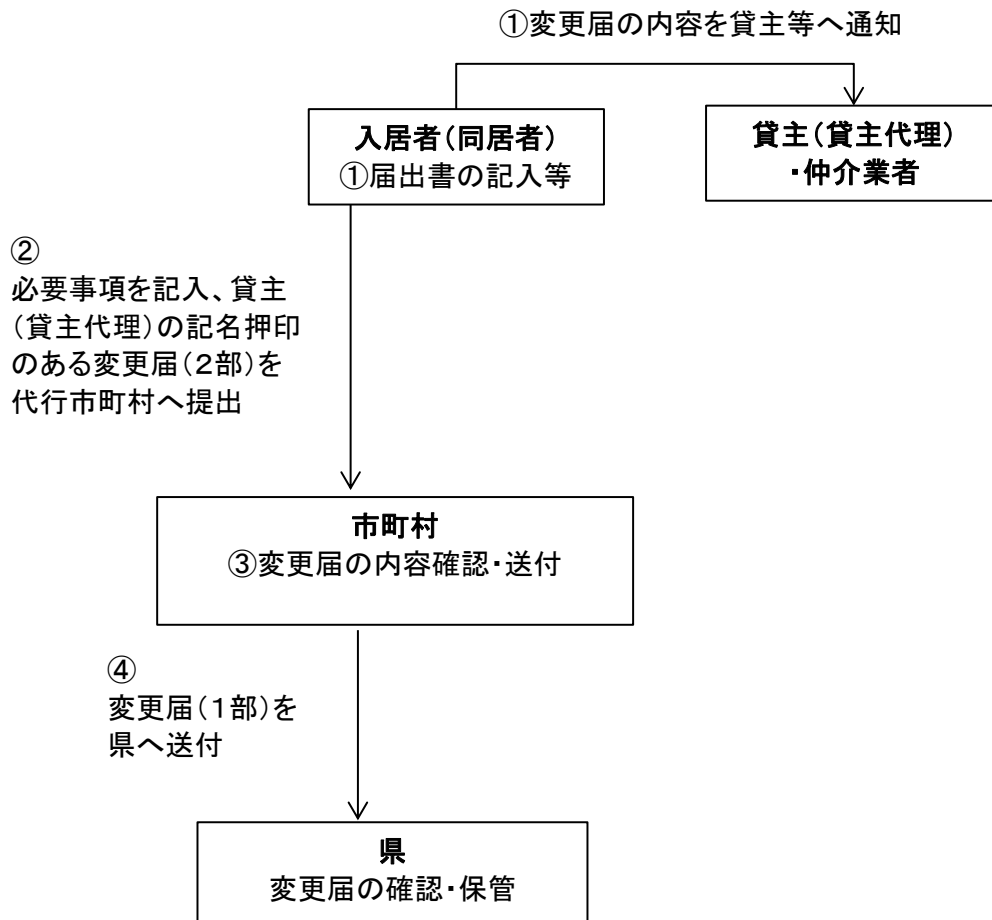 ①変更届の内容を貸主等へ通知
入居者(同居者)
①届出書の記入等
貸主(貸主代理)
・仲介業者
②
必要事項を記入、貸主
(貸主代理)の記名押印
のある変更届(2部)を
代行市町村へ提出
市町村
③変更届の内容確認・送付
④
変更届(1部)を
県へ送付
県
変更届の確認・保管